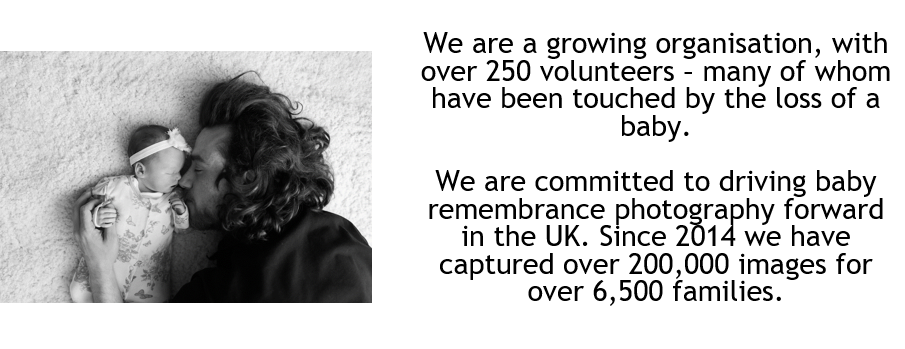 We are a growing organisation, with
over 250 volunteers – many of whom
have been touched by the loss of a
baby.
We are committed to driving baby
remembrance photography forward
in the UK. Since 2014 we have
captured over 200,000 images for
over 6,500 families.